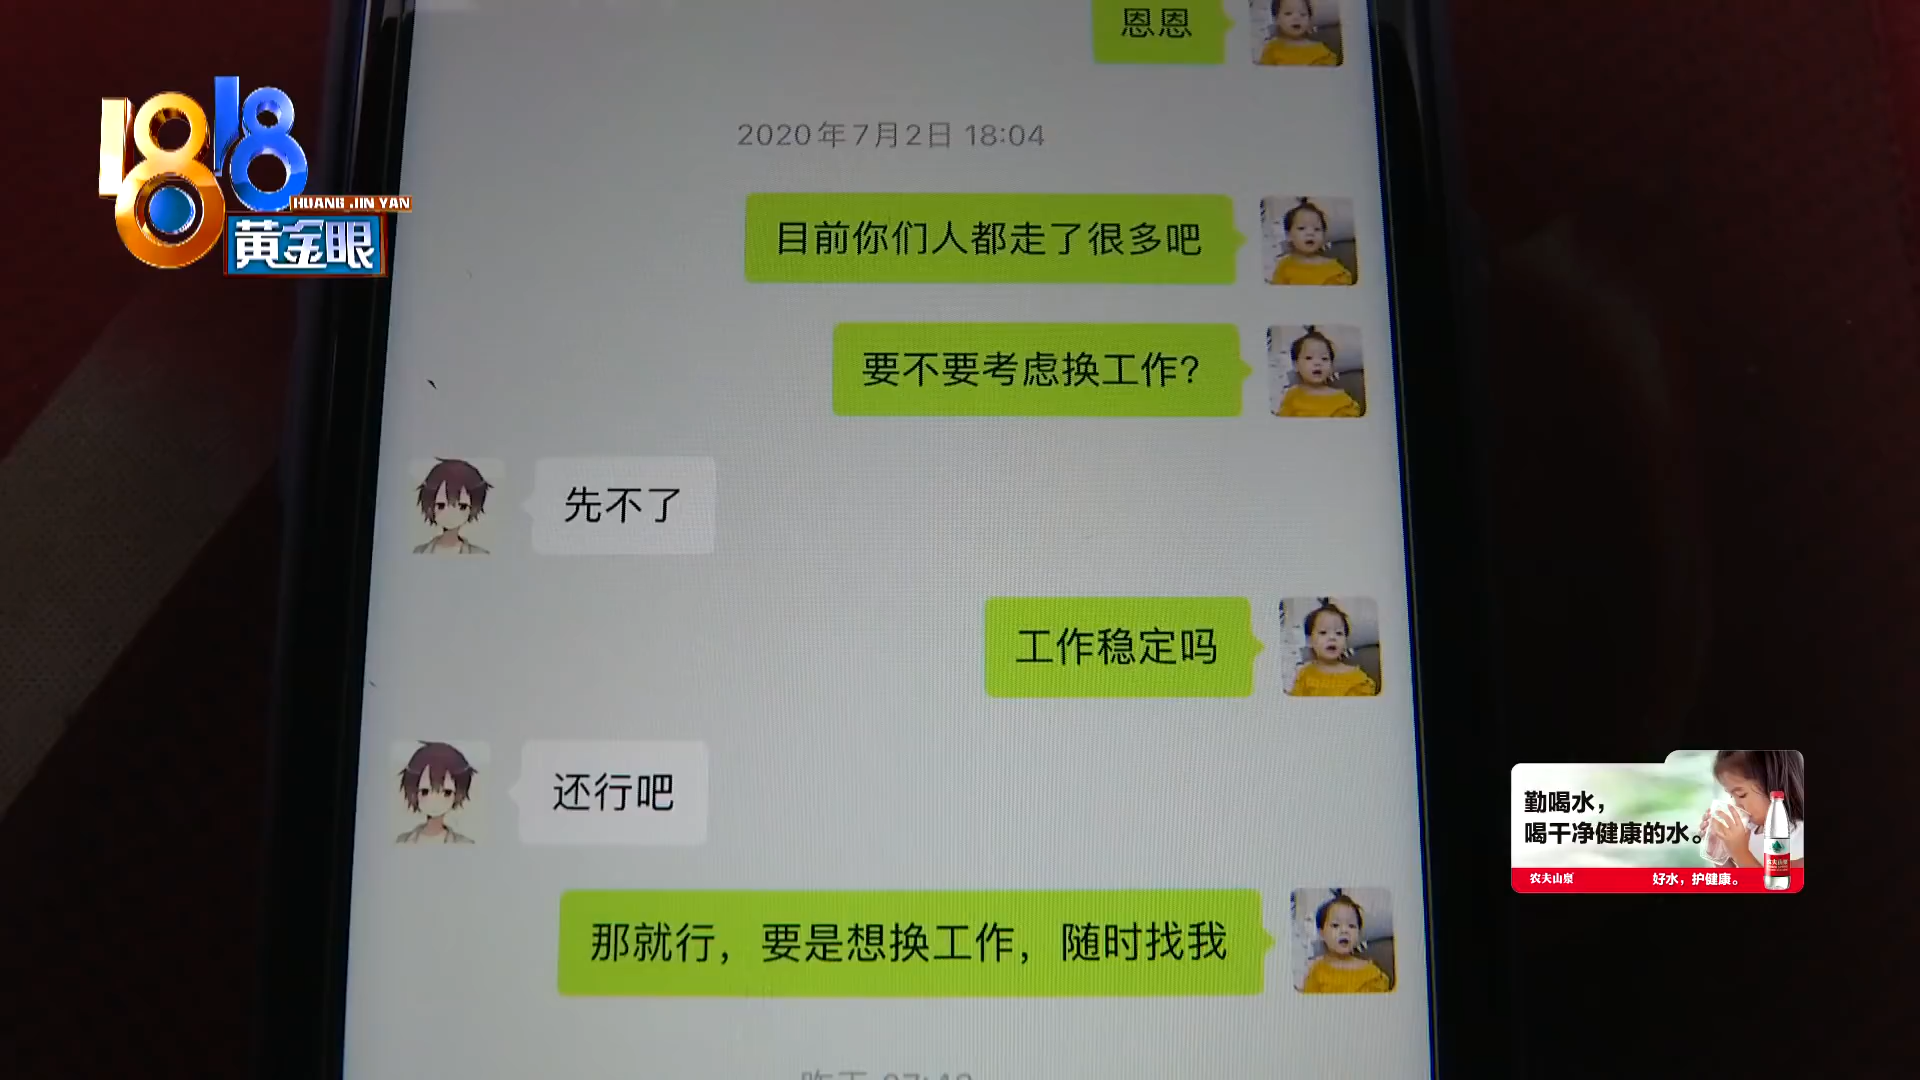 恩恩
2020年7月2日 18:04
1818
HUANG JIN YAN
黄金眼
目前你们人都走了很多吧
要不要考虑换工作?
先不了
工作稳定吗
还行吧
勤喝水，
喝干净健康的水。
农夫山泉
好水，护健康。
那就行，要是想换工作，随时找我